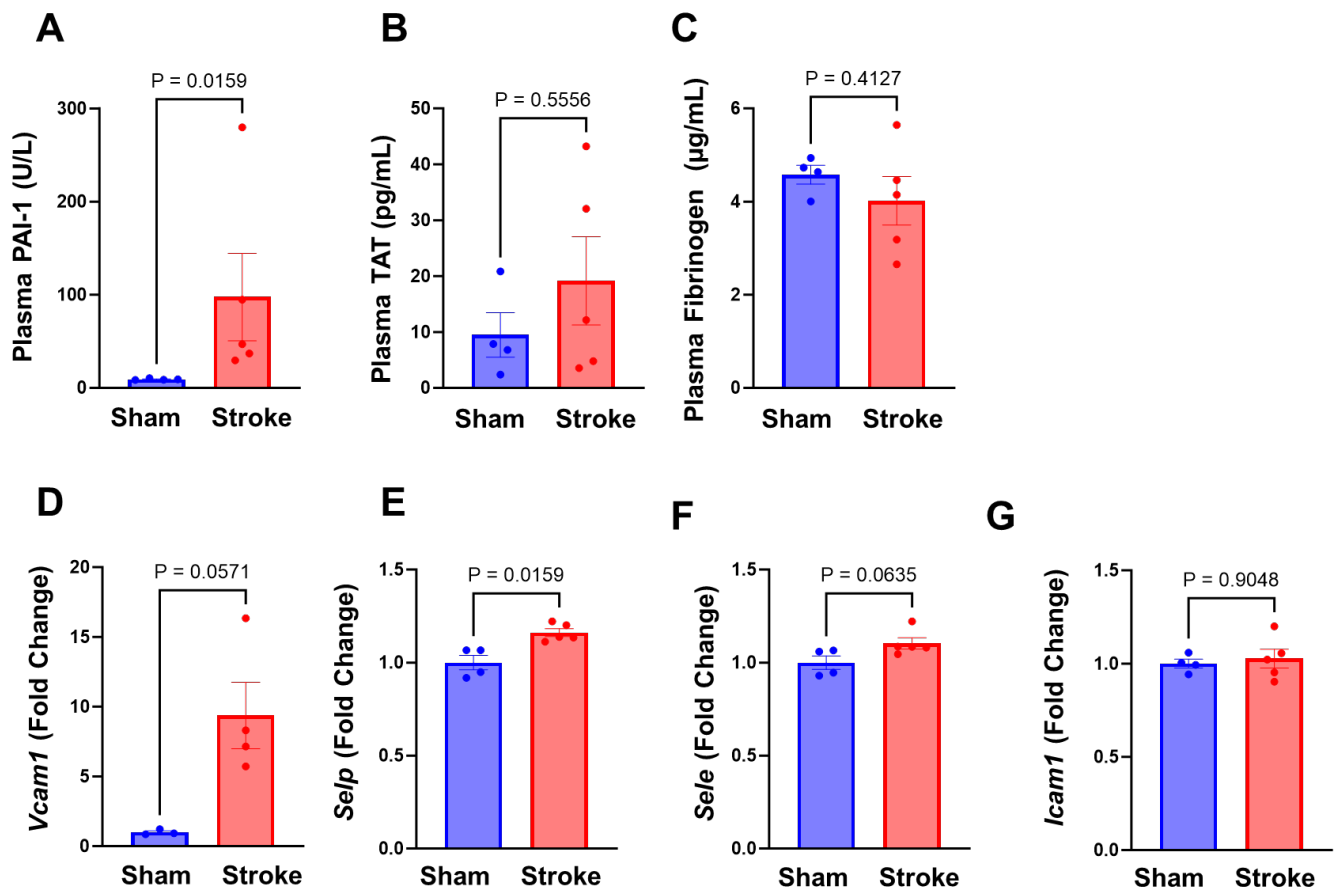 A
P = 0.0159
Plasma PAI-1 (U/L)
300
200
100
0
Sham Stroke
B
P = 0.5556
Plasma TAT (pg/mL)
50
40
30
20
10
0
Sham Stroke
C
P = 0.4127
Plasma Fibrinogen (µg/mL)
6
4
2
0
Sham Stroke
D
P = 0.0571
Vcam1 (Fold Change)
20
15
10
5
0
Sham Stroke
E
P = 0.0159
Selp (Fold Change)
1.5
1.0
0.5
0.0
Sham Stroke
F
P = 0.0635
Sele (Fold Change)
1.5
1.0
0.5
0.0
Sham Stroke
G
P = 0.9048
Icam1 (Fold Change)
1.5
1.0
0.5
0.0
Sham Stroke